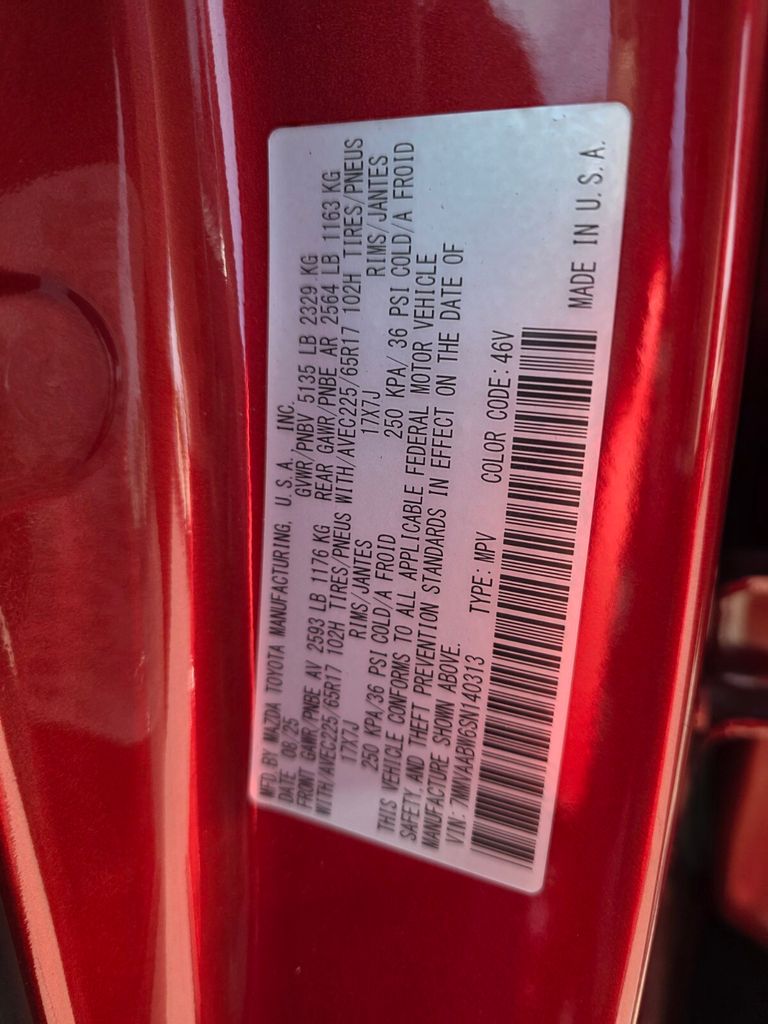 MFD.BY MAZDA TOYOTA MANUFACTURING, U.S.A., INC.
DATE 08/25 GVWR/PNBV 5135 LB 2329 KG
FRONT GAWR/PNBE AV 2593 LB 1176 KG REAR GAWR/PNBE AR 2564 LB 1163 KG
WITH/AVEC225/65R17 102H TIRES/PNEUS WITH/AVEC225/65R17 102H TIRES/PNEUS
17X7J RIMS/JANTES 17X7J RIMS/JANTES
250 KPA/36 PSI COLD/A FROID 250 KPA/ 36 PSI COLD/A FROID
THIS VEHICLE CONFORMS TO ALL APPLICABLE FEDERAL MOTOR VEHICLE
SAFETY, AND THEFT PREVENTION STANDARDS IN EFFECT ON THE DATE OF
MANUFACTURE SHOWN ABOVE.
VIN: 7MMVAABW6SN140313 TYPE: MPV COLOR CODE: 46V
MADE IN U.S.A.